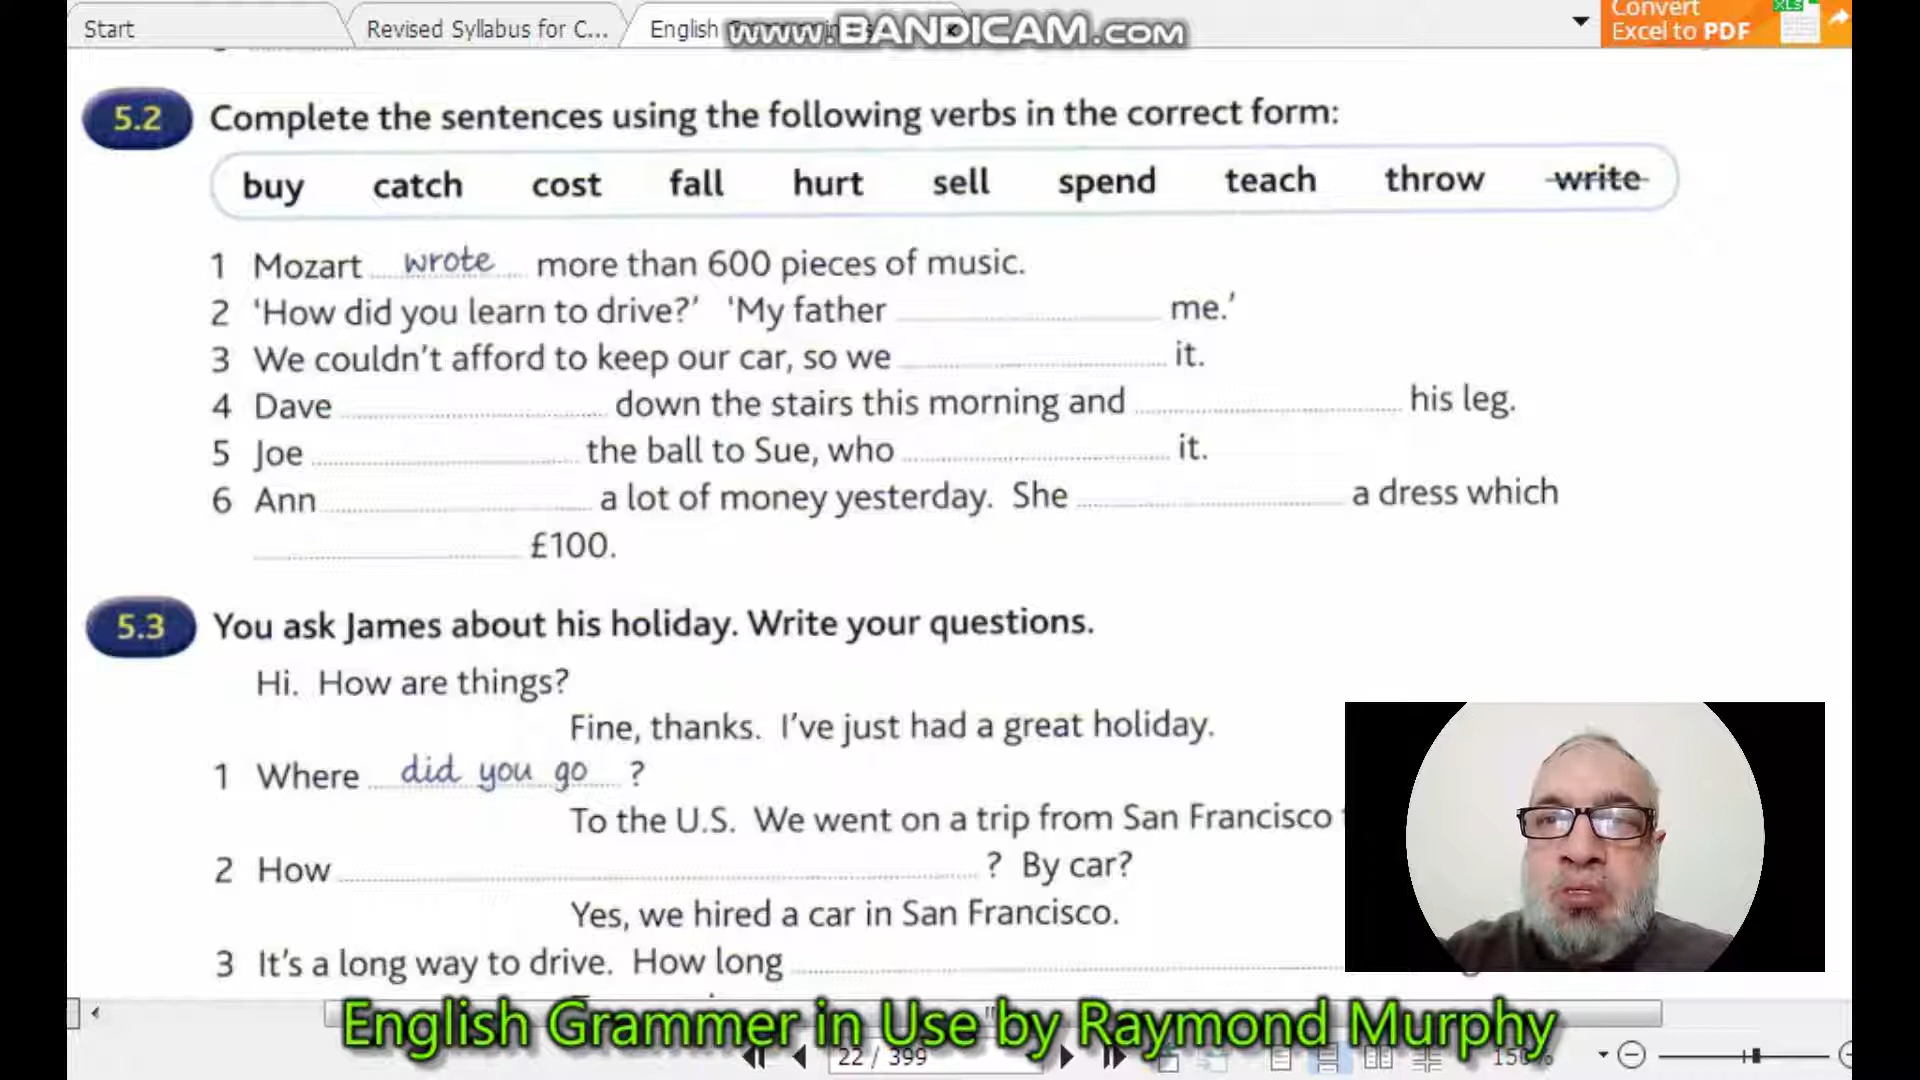 Start Revised Syllabus for C... English
www.BANDICAM.com
Convert
Excel to PDF
XLS
5.2 Complete the sentences using the following verbs in the correct form:
buy catch cost fall hurt sell spend teach throw write
1 Mozart wrote more than 600 pieces of music.
2 ‘How did you learn to drive?’ ‘My father me.’
3 We couldn’t afford to keep our car, so we it.
4 Dave down the stairs this morning and his leg.
5 Joe the ball to Sue, who it.
6 Ann a lot of money yesterday. She a dress which
£100.
5.3 You ask James about his holiday. Write your questions.
Hi. How are things?
Fine, thanks. I’ve just had a great holiday.
1 Where did you go ?
To the U.S. We went on a trip from San Francisco
2 How ? By car?
Yes, we hired a car in San Francisco.
3 It’s a long way to drive. How long
English Grammer in Use by Raymond Murphy
22 / 399 150%